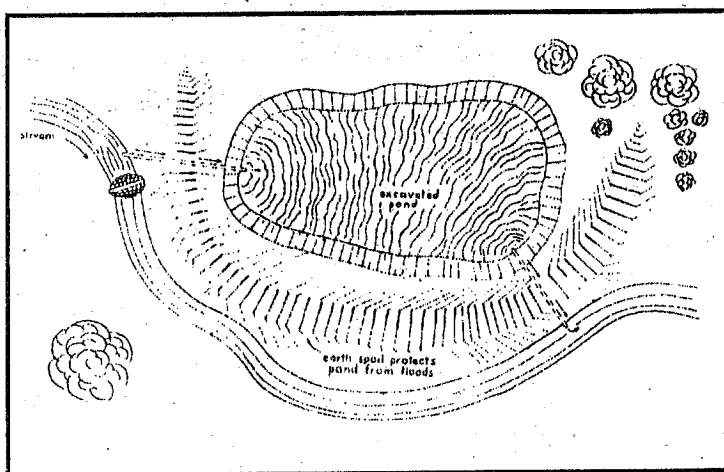 stream
excavated
pond
earth spoil protects
pond from floods